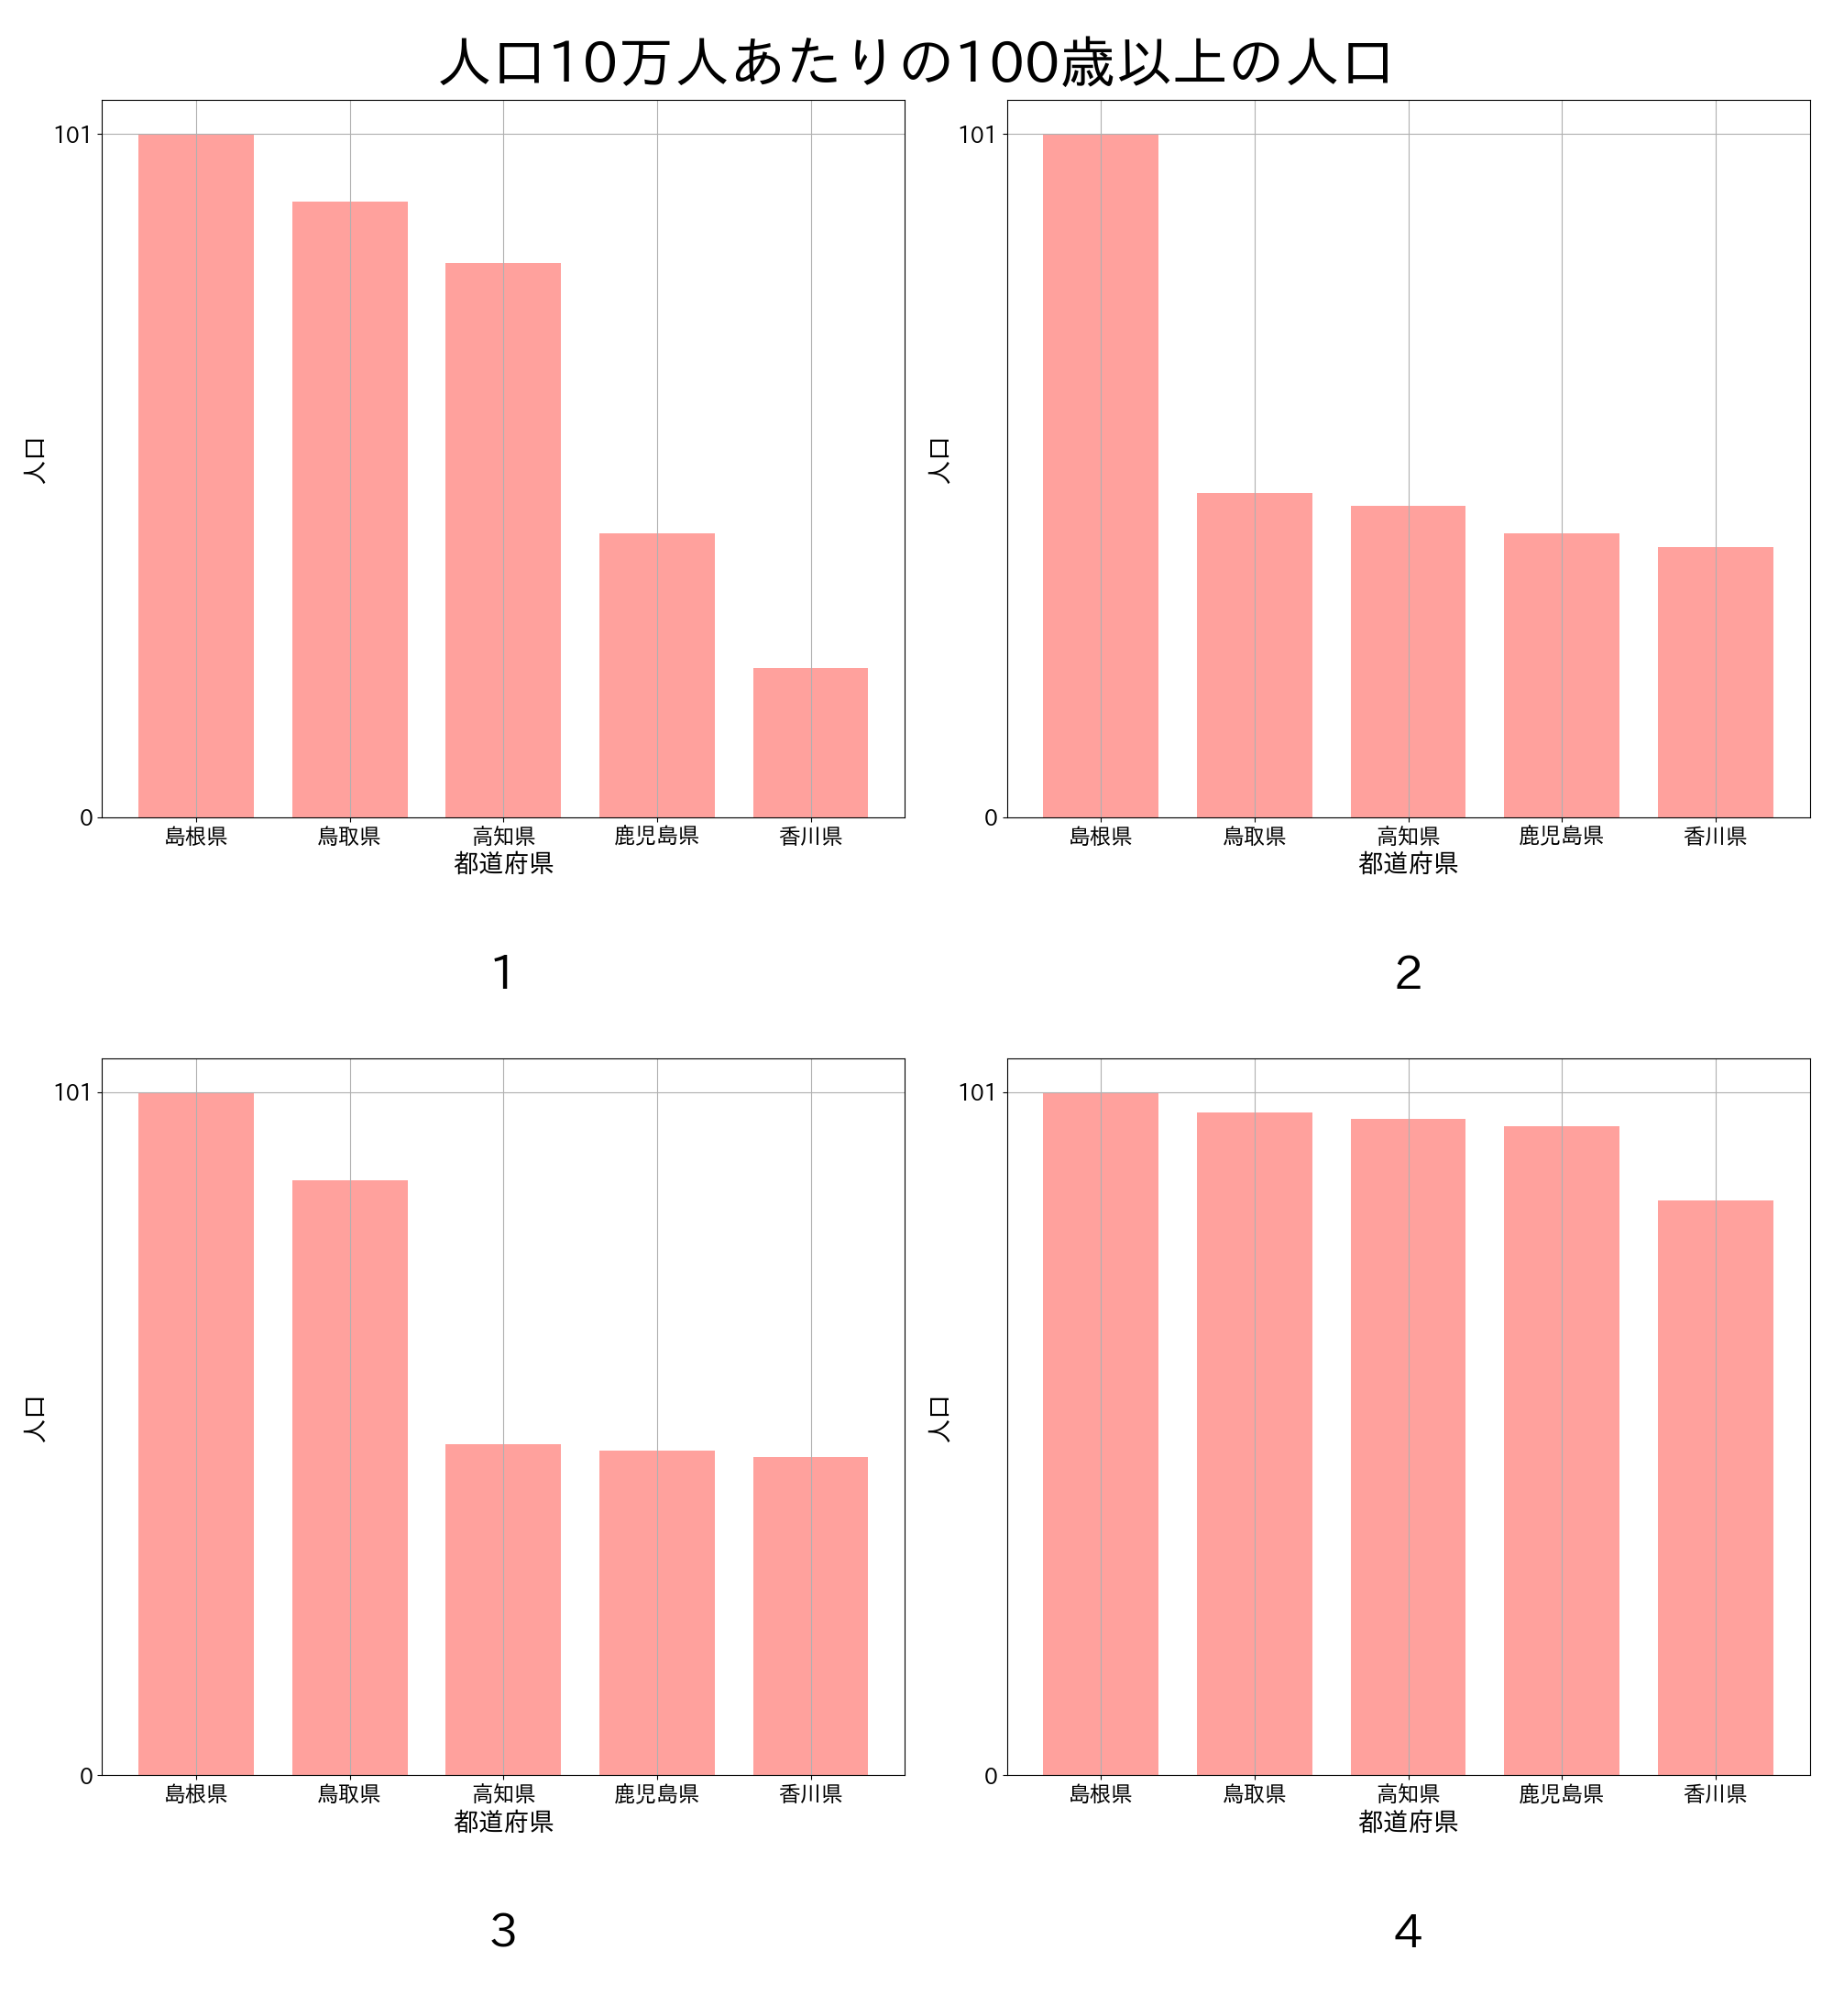 人口10万人あたりの100歳以上の人口
101
人口
0
島根県 鳥取県 高知県 鹿児島県 香川県
都道府県
1
101
人口
0
島根県 鳥取県 高知県 鹿児島県 香川県
都道府県
2
101
人口
0
島根県 鳥取県 高知県 鹿児島県 香川県
都道府県
3
101
人口
0
島根県 鳥取県 高知県 鹿児島県 香川県
都道府県
4